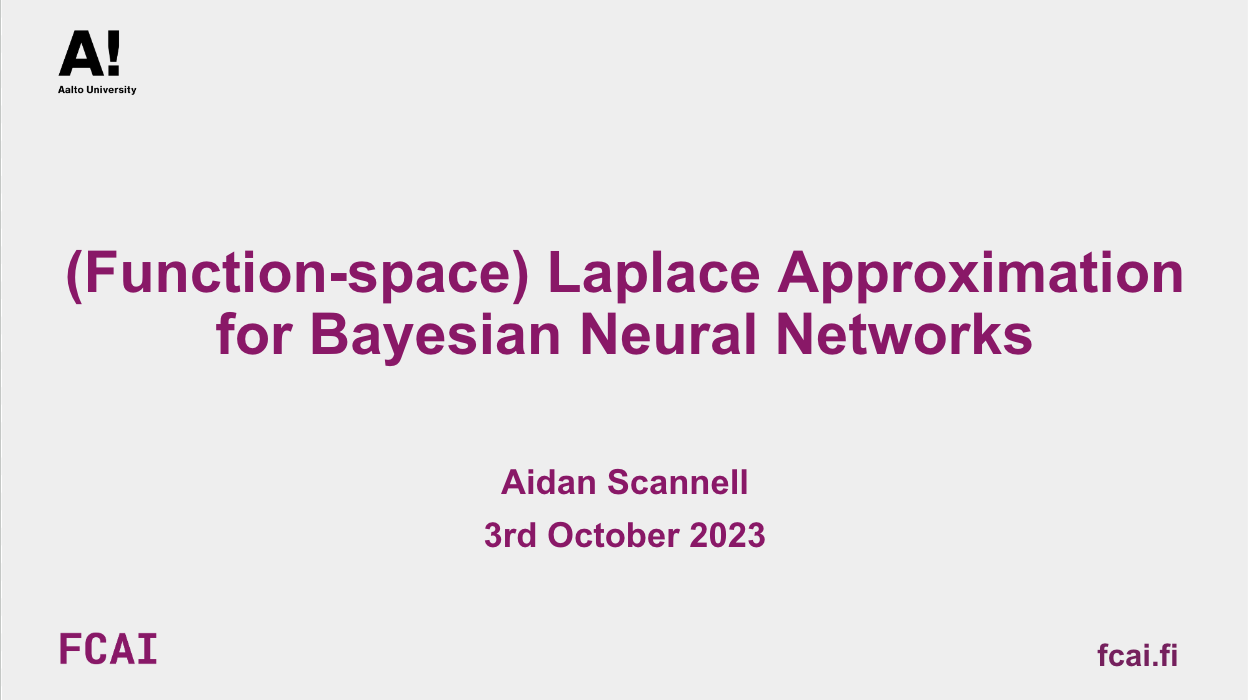 A!
Aalto University
(Function-space) Laplace Approximation
for Bayesian Neural Networks
Aidan Scannell
3rd October 2023
FCAI
fcai.fi